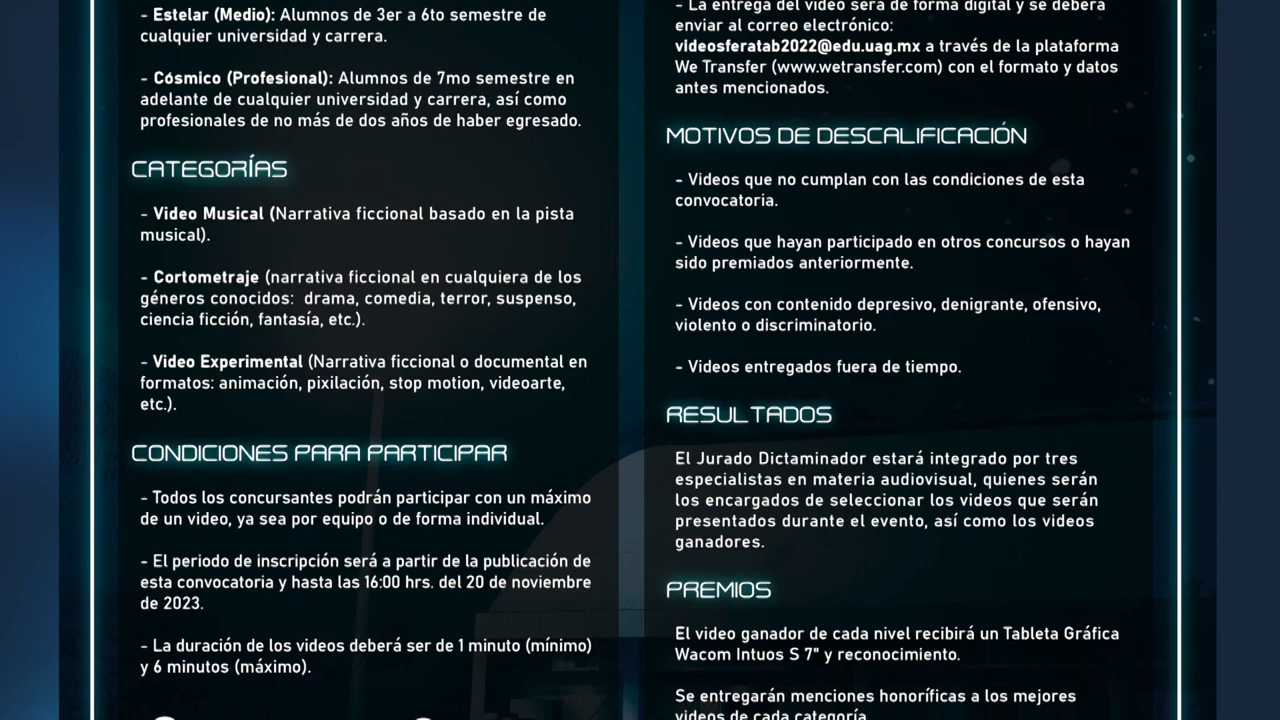 - Estelar (Medio): Alumnos de 3er a 6to semestre de
cualquier universidad y carrera.
- Cósmico (Profesional): Alumnos de 7mo semestre en
adelante de cualquier universidad y carrera, así como
profesionales de no más de dos años de haber egresado.
CATEGORÍAS
- Video Musical (Narrativa ficcional basado en la pista
musical).
- Cortometraje (narrativa ficcional en cualquiera de los
géneros conocidos: drama, comedia, terror, suspenso,
ciencia ficción, fantasía, etc.).
- Video Experimental (Narrativa ficcional o documental en
formatos: animación, pixilación, stop motion, videoarte,
etc.).
CONDICIONES PARA PARTICIPAR
- Todos los concursantes podrán participar con un máximo
de un video, ya sea por equipo o de forma individual.
- El periodo de inscripción será a partir de la publicación de
esta convocatoria y hasta las 16:00 hrs. del 20 de noviembre
de 2023.
- La duración de los videos deberá ser de 1 minuto (mínimo)
y 6 minutos (máximo).
- La entrega del video será de forma digital y se deberá
enviar al correo electrónico:
videosferatab2022@edu.uag.mx a través de la plataforma
We Transfer (www.wetransfer.com) con el formato y datos
antes mencionados.
MOTIVOS DE DESCALIFICACIÓN
- Videos que no cumplan con las condiciones de esta
convocatoria.
- Videos que hayan participado en otros concursos o hayan
sido premiados anteriormente.
- Videos con contenido depresivo, denigrante, ofensivo,
violento o discriminatorio.
- Videos entregados fuera de tiempo.
RESULTADOS
El Jurado Dictaminador estará integrado por tres
especialistas en materia audiovisual, quienes serán
los encargados de seleccionar los videos que serán
presentados durante el evento, así como los videos
ganadores.
PREMIOS
El video ganador de cada nivel recibirá un Tableta Gráfica
Wacom Intuos S 7" y reconocimiento.
Se entregarán menciones honoríficas a los mejores
videos de cada categoría